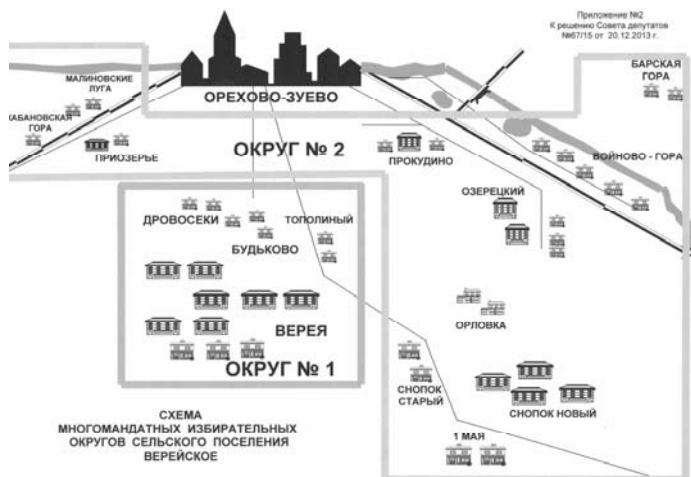 Приложение №2
К решению Совета депутатов
№67/15 от 20.12.2013 г.
МАЛИНОВСКИЕ
ЛУГА
БАРСКАЯ
ГОРА
ОРЕХОВО-ЗУЕВО
КАБАНОВСКАЯ
ГОРА
ПРИОЗЕРЬЕ
ОКРУГ № 2
ПРОКУДИНО
ВОЙНОВО - ГОРА
ОЗЕРЕЦКИЙ
ДРОВОСЕКИ
ТОПОЛИНЫЙ
БУДЬКОВО
ВЕРЕЯ
ОРЛОВКА
ОКРУГ № 1
СНОПОК
СТАРЫЙ
СНОПОК НОВЫЙ
1 МАЯ
СХЕМА
МНОГОМАНДАТНЫХ ИЗБИРАТЕЛЬНЫХ
ОКРУГОВ СЕЛЬСКОГО ПОСЕЛЕНИЯ
ВЕРЕЙСКОЕ